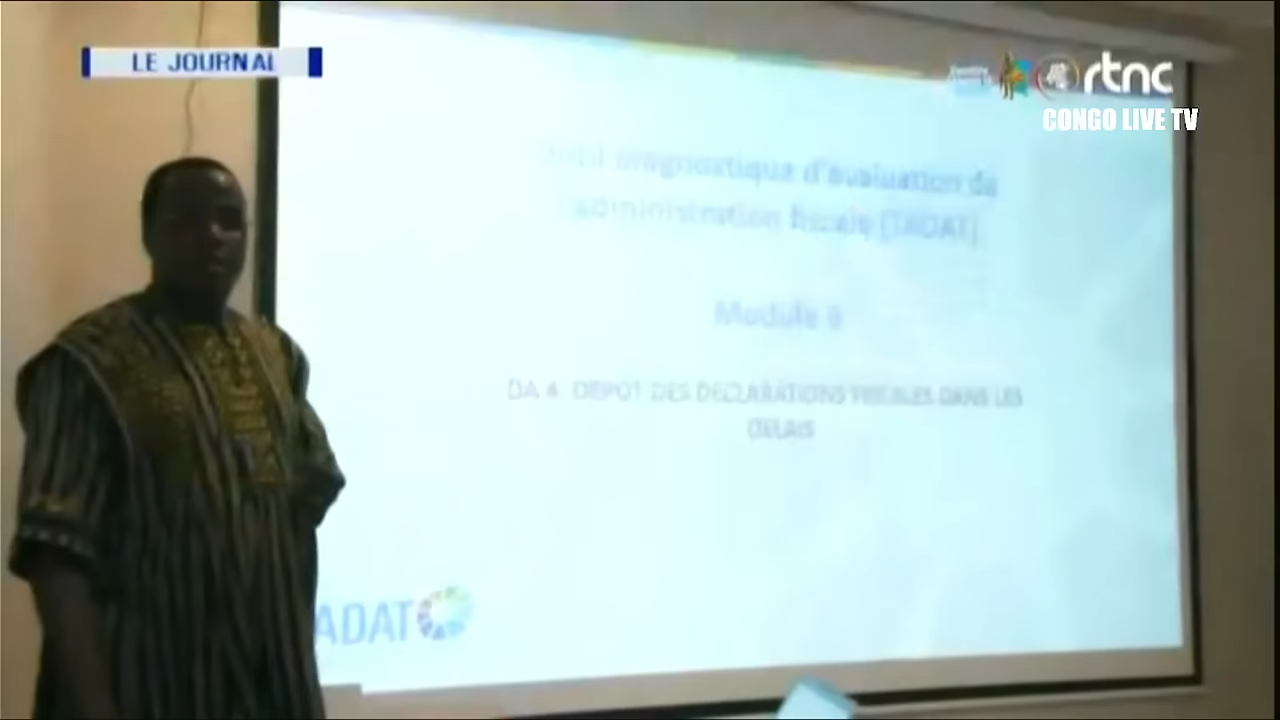 LE JOURNAL
rtnc
CONGO LIVE TV
Outil diagnostique d'évaluation de
l'administration fiscale [TADAT]
Module
DA 4 DEPOT DES DECLARATIONS FISCALES DANS LES
DELAIS
ADAT